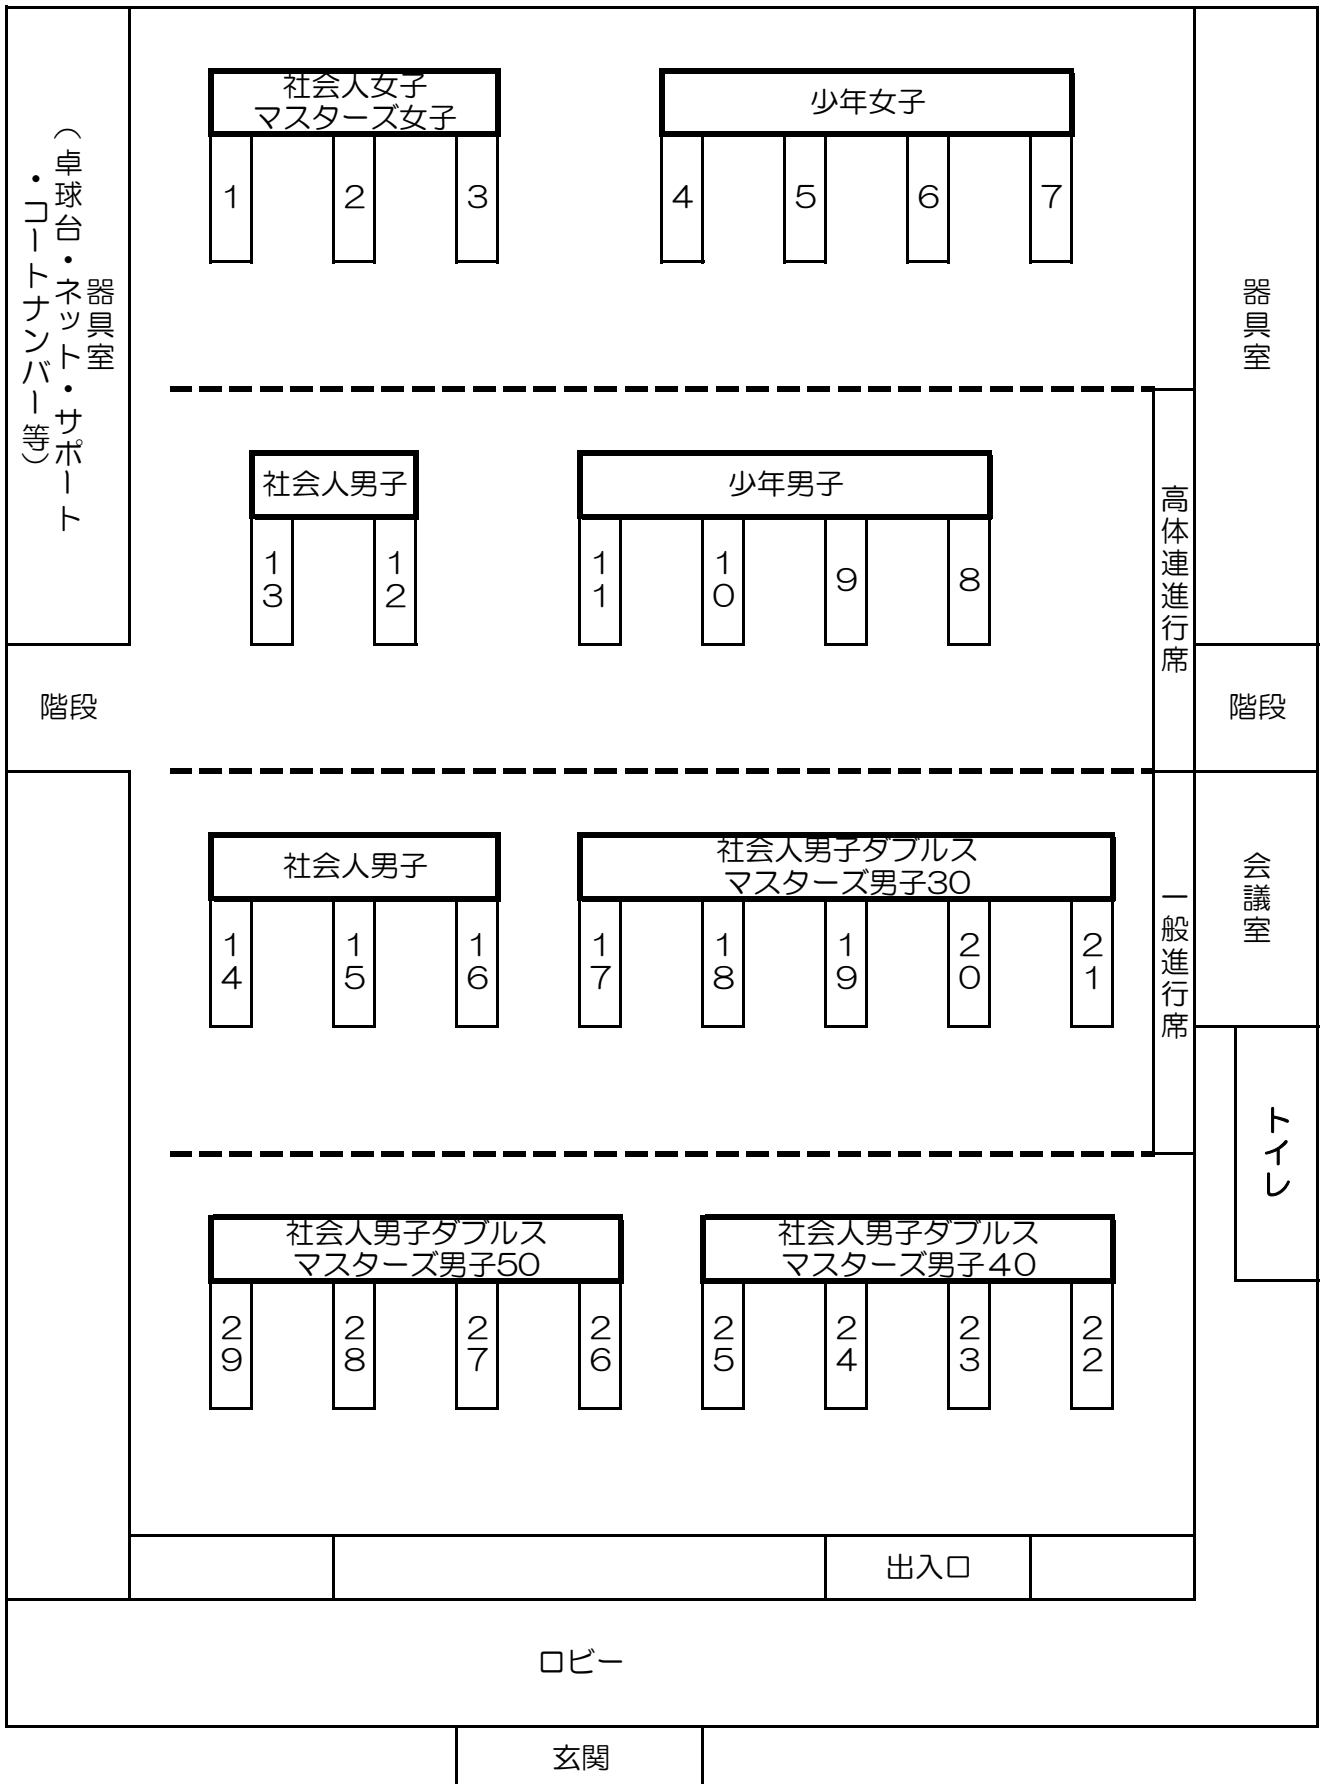 社会人女子
マスターズ女子
少年女子
1
2
3
4
5
6
7
器具室
（卓球台・ネット・サポート
・コートナンバー等）
器具室
社会人男子
少年男子
13
12
11
10
9
8
高体連進行席
階段
階段
社会人男子
社会人男子ダブルス
マスターズ男子30
14
15
16
17
18
19
20
21
一般進行席
会議室
トイレ
社会人男子ダブルス
マスターズ男子50
社会人男子ダブルス
マスターズ男子40
29
28
27
26
25
24
23
22
出入口
ロビー
玄関